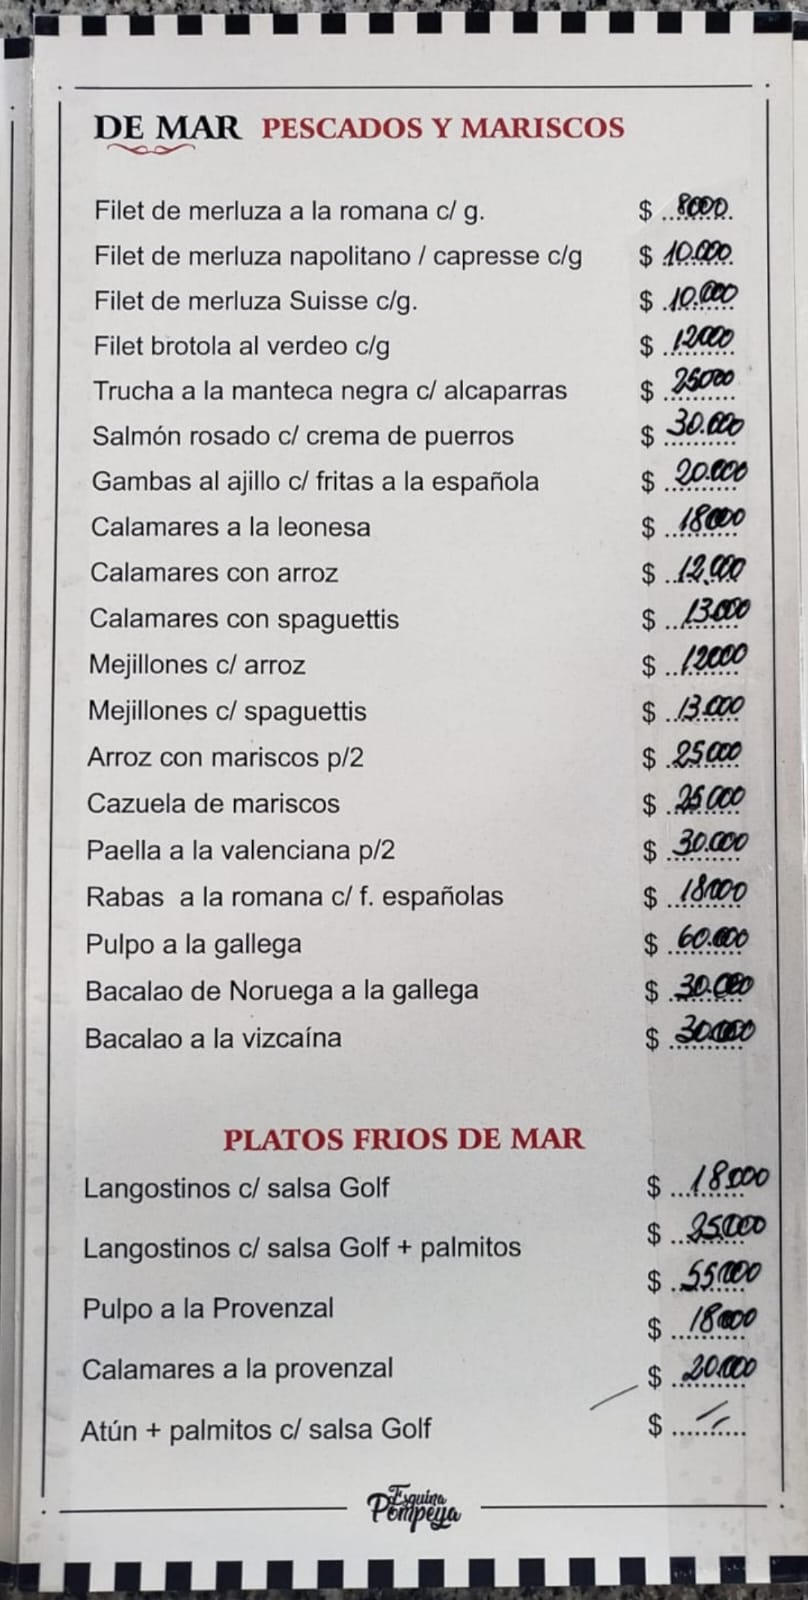 DE MAR PESCADOS Y MARISCOS
Filet de merluza a la romana c/ g. $ 8000
Filet de merluza napolitano / capresse c/g $ 10.000
Filet de merluza Suisse c/g. $ 10.000
Filet brotola al verdeo c/g $ 12000
Trucha a la manteca negra c/ alcaparras $ 25000
Salmón rosado c/ crema de puerros $ 30.000
Gambas al ajillo c/ fritas a la española $ 20.000
Calamares a la leonesa $ 18000
Calamares con arroz $ 12.000
Calamares con spaguettis $ 13.000
Mejillones c/ arroz $ 12000
Mejillones c/ spaguettis $ 13.000
Arroz con mariscos p/2 $ 25000
Cazuela de mariscos $ 25000
Paella a la valenciana p/2 $ 30.000
Rabas a la romana c/ f. españolas $ 18000
Pulpo a la gallega $ 60.000
Bacalao de Noruega a la gallega $ 30.000
Bacalao a la vizcaína $ 30.000
PLATOS FRIOS DE MAR
Langostinos c/ salsa Golf $ 18000
Langostinos c/ salsa Golf + palmitos $ 25000
Pulpo a la Provenzal $ 55000
Calamares a la provenzal $ 18000
$ 20.000
Atún + palmitos c/ salsa Golf $
Esquina
Pompeya